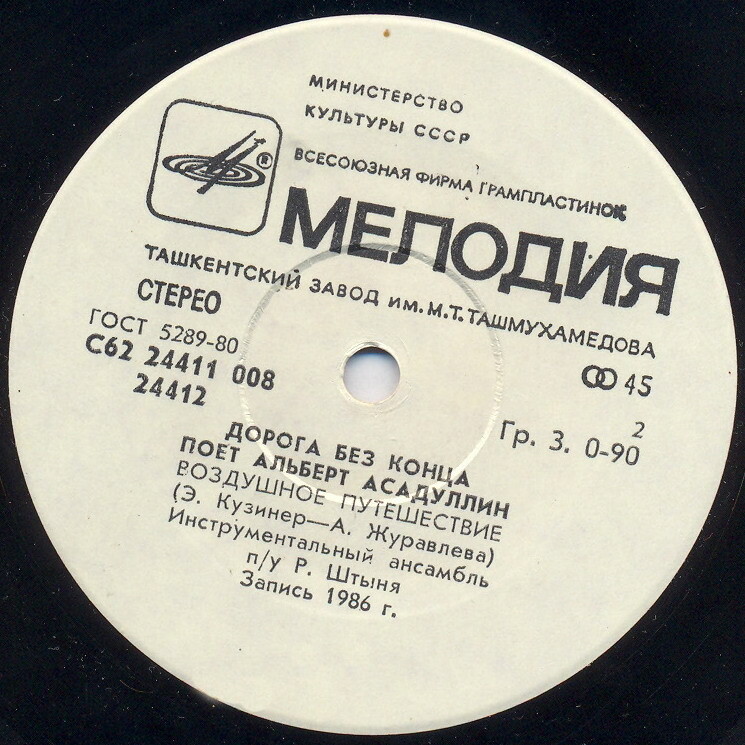 МИНИСТЕРСТВО
КУЛЬТУРЫ СССР
ВСЕСОЮЗНАЯ ФИРМА ГРАМПЛАСТИНОК
®
МЕЛОДИЯ
ТАШКЕНТСКИЙ ЗАВОД ИМ. М.Т. ТАШМУХАМЕДОВА
СТЕРЕО
ГОСТ 5289-80
С62 24411 008
24412
45
2
Гр. 3. 0-90
ДОРОГА БЕЗ КОНЦА
ПОЕТ АЛЬБЕРТ АСАДУЛЛИН
ВОЗДУШНОЕ ПУТЕШЕСТВИЕ
(Э. Кузинер—А. Журавлева)
Инструментальный ансамбль
п/у Р. Штыня
Запись 1986 г.